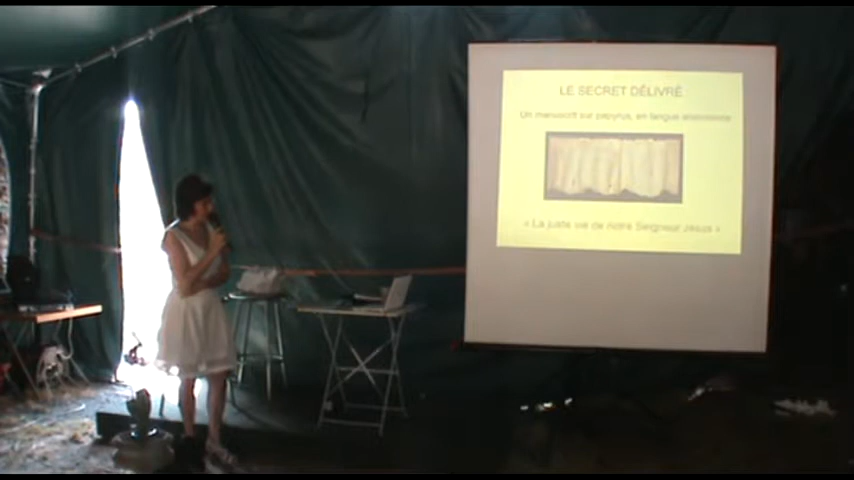 LE SECRET DÉLIVRÉ
Un manuscrit sur papyrus, en langue
« La juste vie de notre Seigneur Jésus »